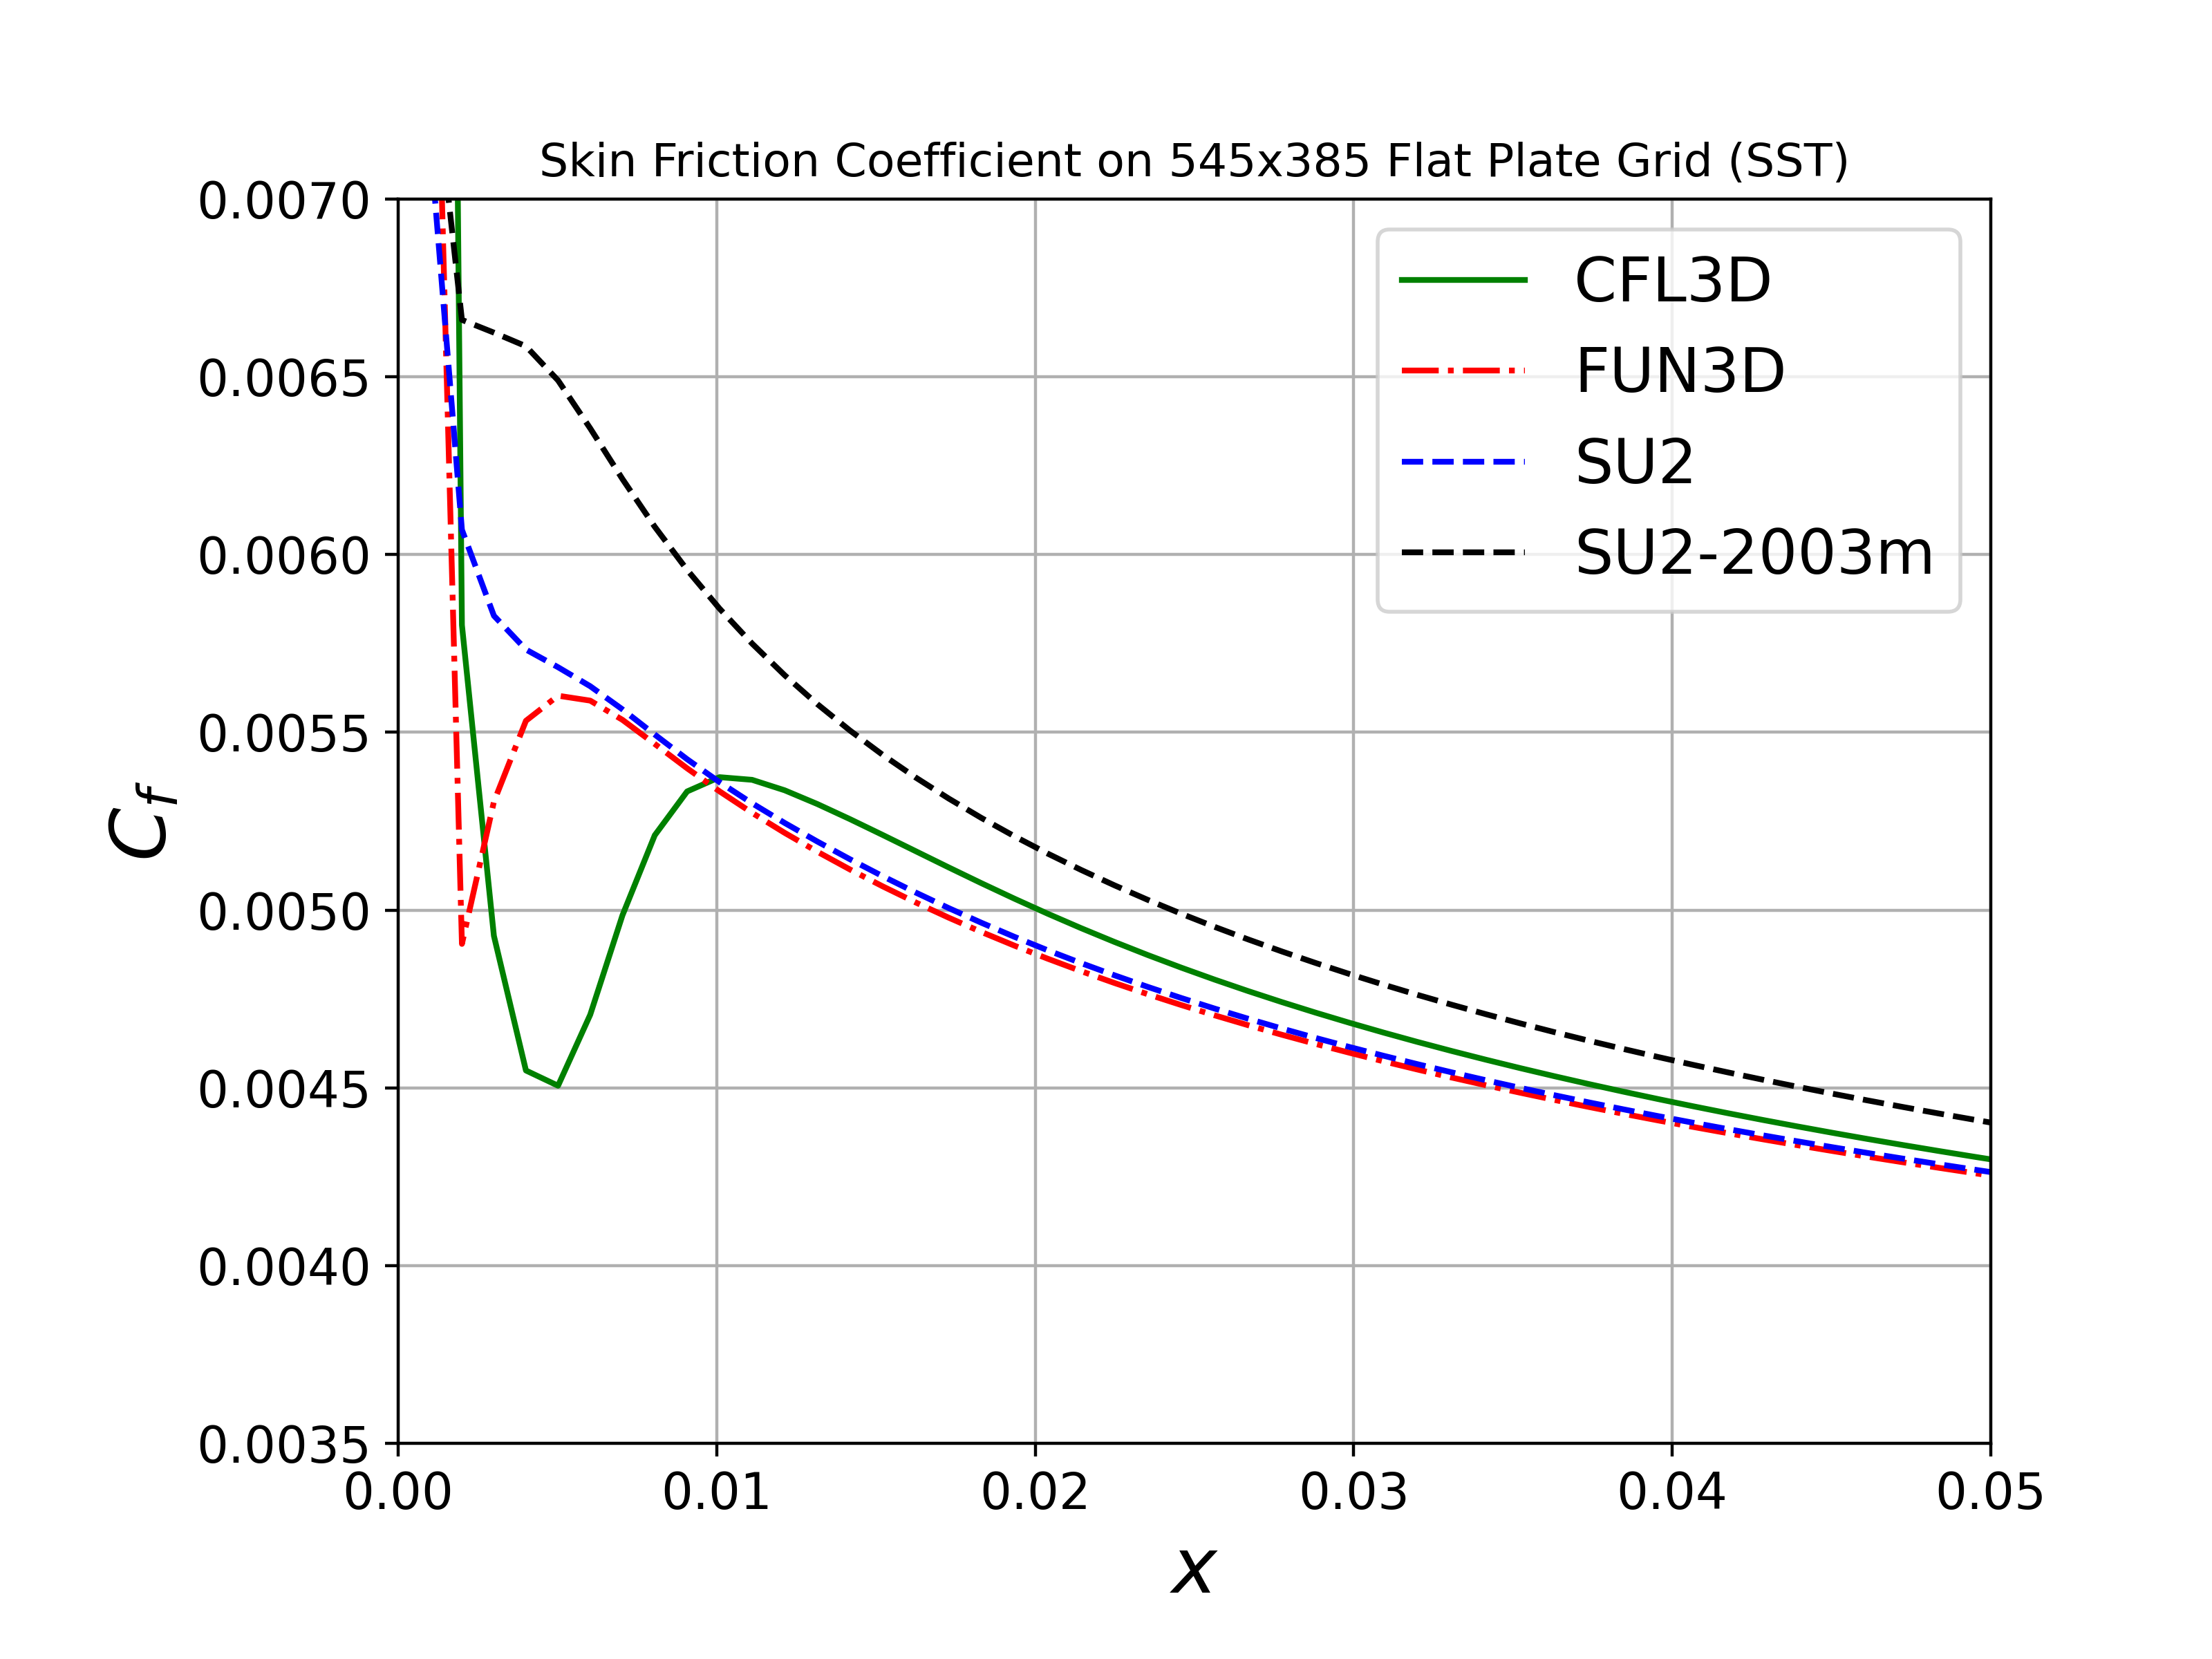 Skin Friction Coefficient on 545x385 Flat Plate Grid (SST)
0.0070
0.0065
0.0060
0.0055
0.0050
0.0045
0.0040
0.0035
C_f
CFL3D
FUN3D
SU2
SU2-2003m
0.00 0.01 0.02 0.03 0.04 0.05
x